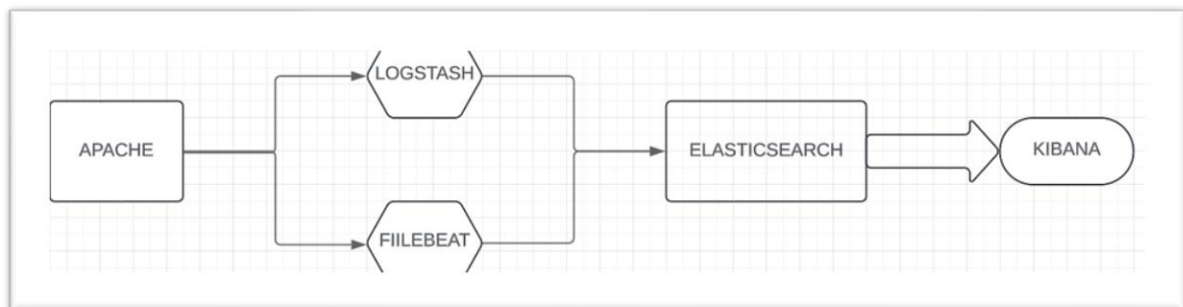 LOGSTASH
APACHE
ELASTICSEARCH
KIBANA
FIILEBEAT